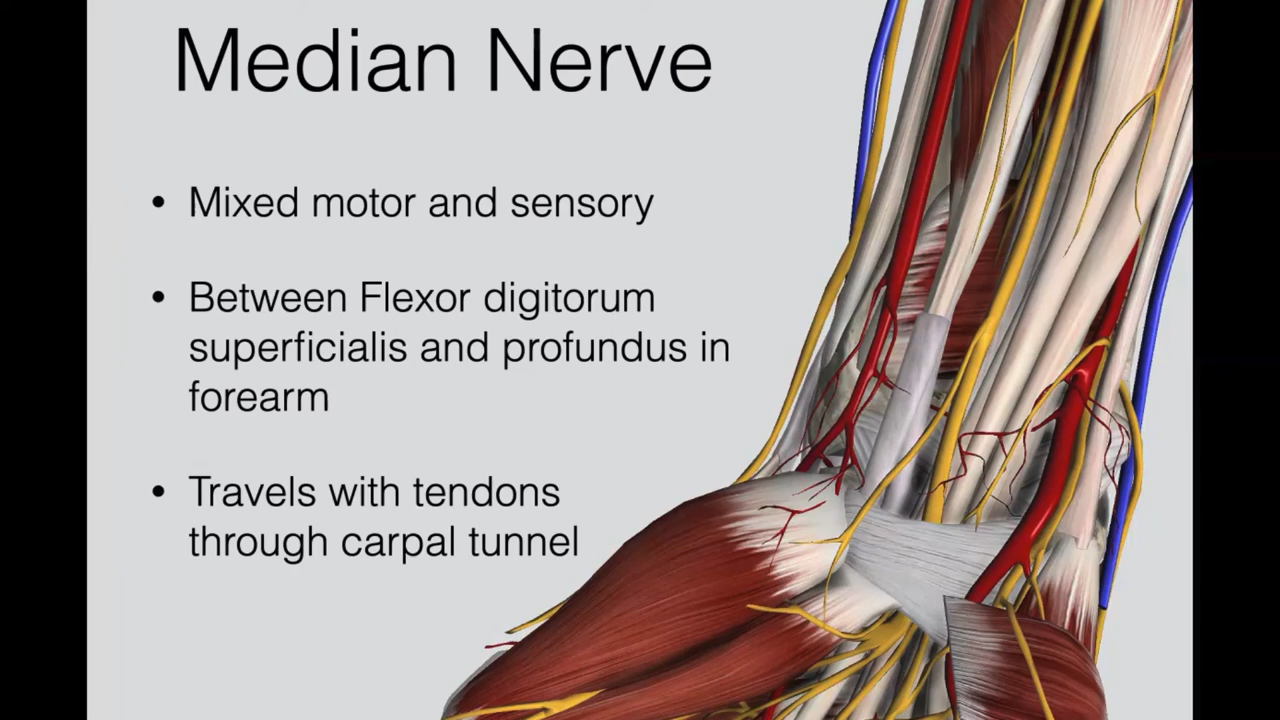 Median Nerve
• Mixed motor and sensory
• Between Flexor digitorum
superficialis and profundus in
forearm
• Travels with tendons
through carpal tunnel